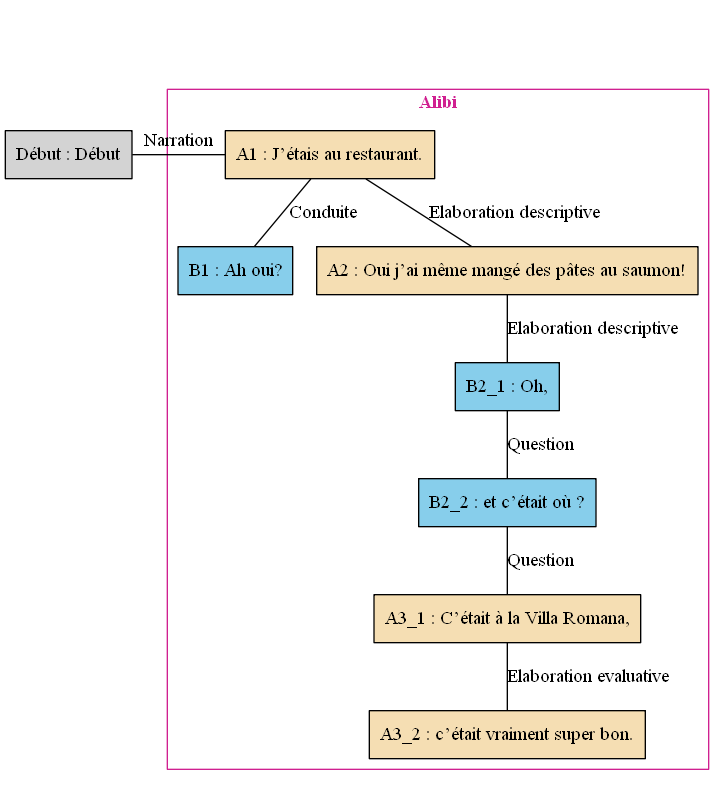 Alibi
Début : Début
Narration
A1 : J’étais au restaurant.
Conduite
Elaboration descriptive
B1 : Ah oui?
A2 : Oui j’ai même mangé des pâtes au saumon!
Elaboration descriptive
B2_1 : Oh,
Question
B2_2 : et c’était où ?
Question
A3_1 : C’était à la Villa Romana,
Elaboration evaluative
A3_2 : c’était vraiment super bon.